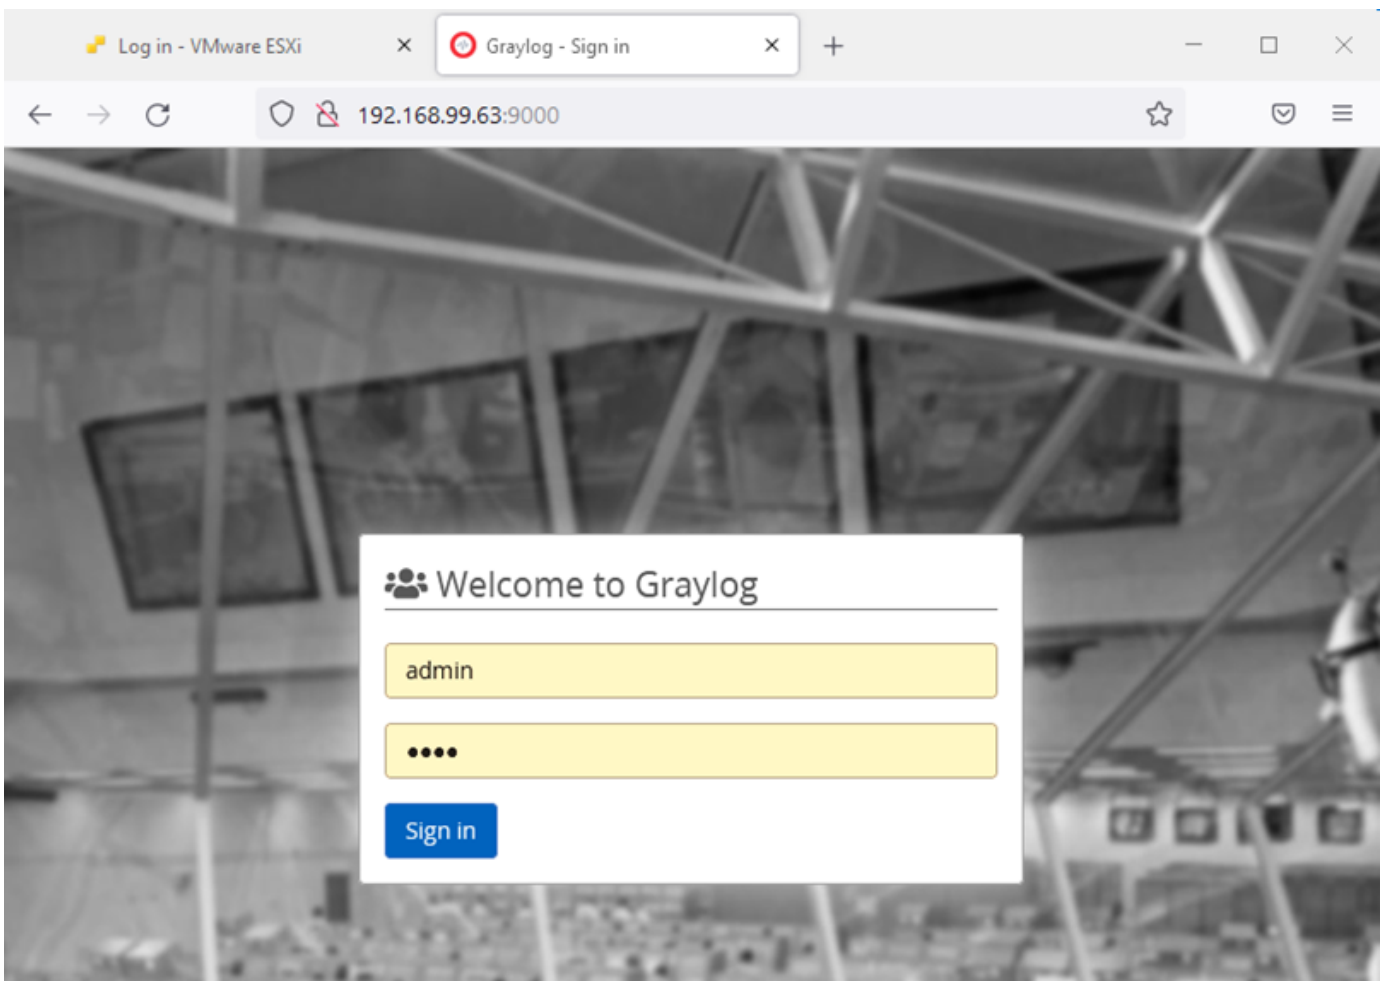 Log in - VMware ESXi
Graylog - Sign in
192.168.99.63:9000
Welcome to Graylog
admin
••••
Sign in